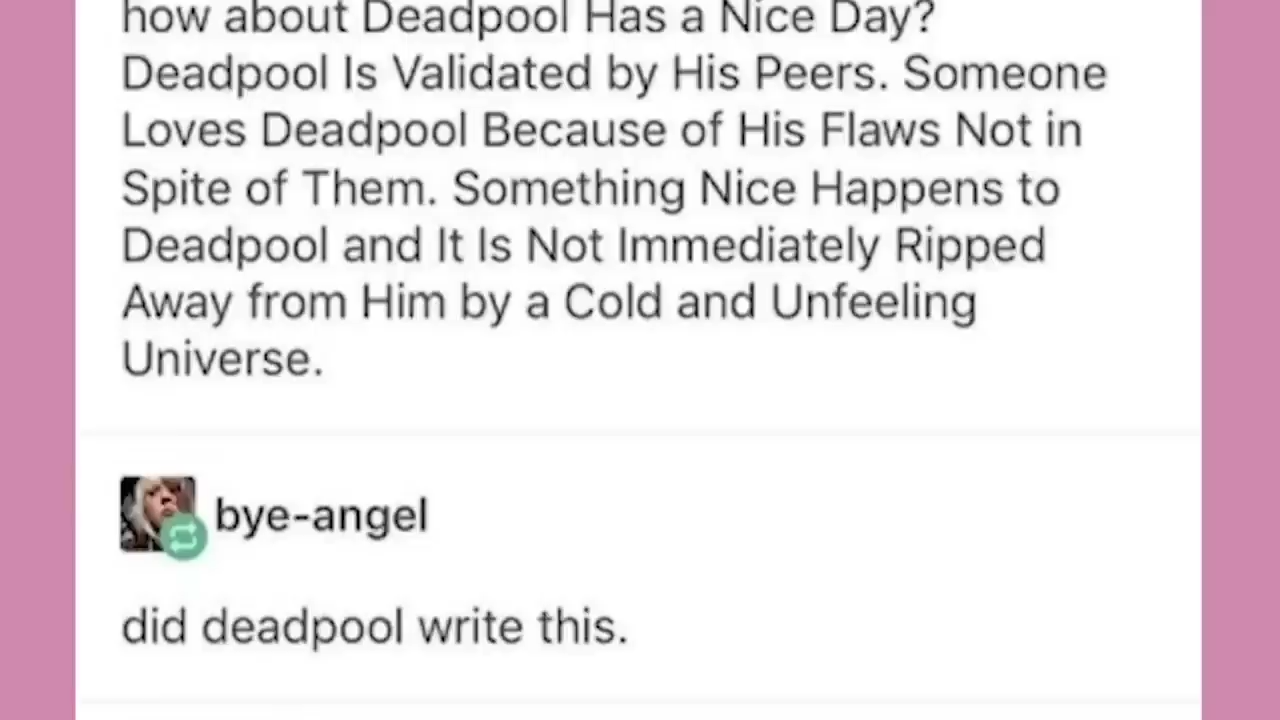 how about Deadpool Has a Nice Day?
Deadpool Is Validated by His Peers. Someone
Loves Deadpool Because of His Flaws Not in
Spite of Them. Something Nice Happens to
Deadpool and It Is Not Immediately Ripped
Away from Him by a Cold and Unfeeling
Universe.
bye-angel
did deadpool write this.